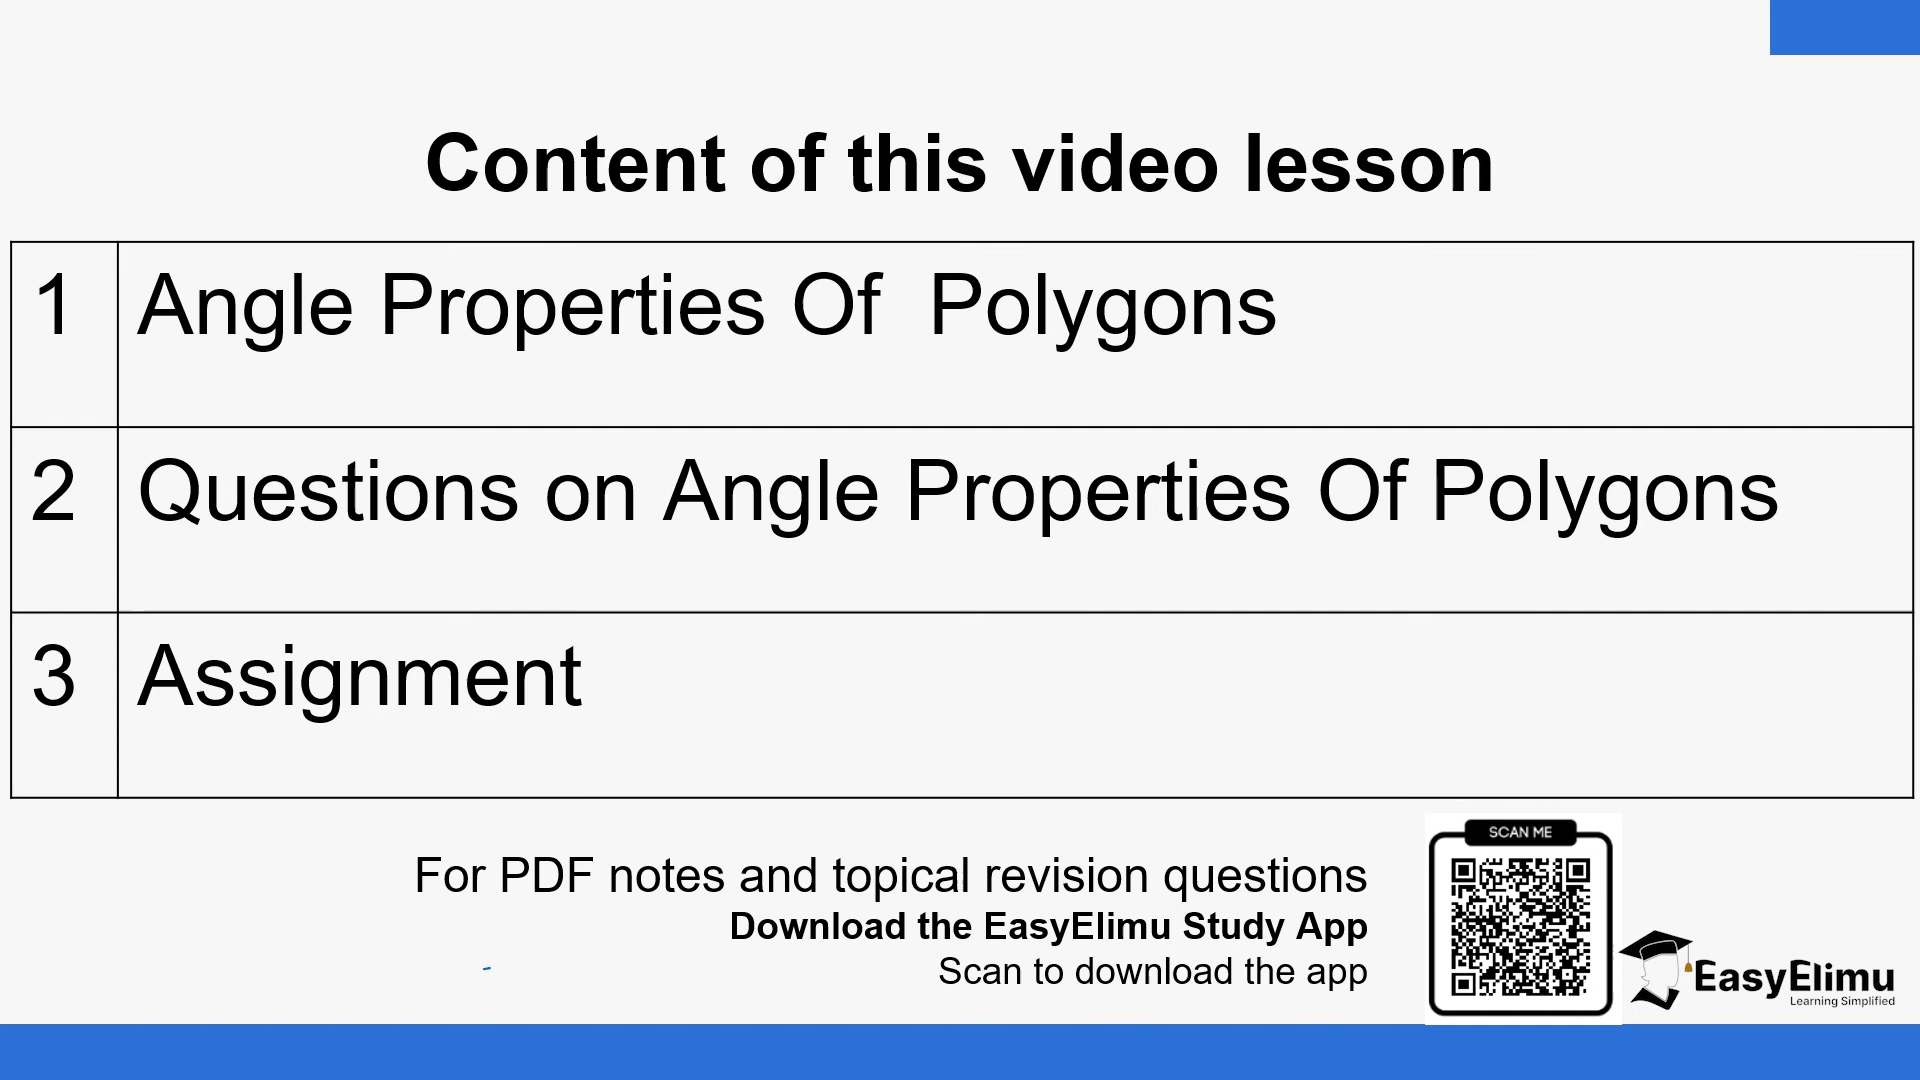 Content of this video lesson
1 Angle Properties Of  Polygons
2 Questions on Angle Properties Of Polygons
3 Assignment
For PDF notes and topical revision questions
Download the EasyElimu Study App
Scan to download the app
SCAN ME
EasyElimu
Learning Simplified